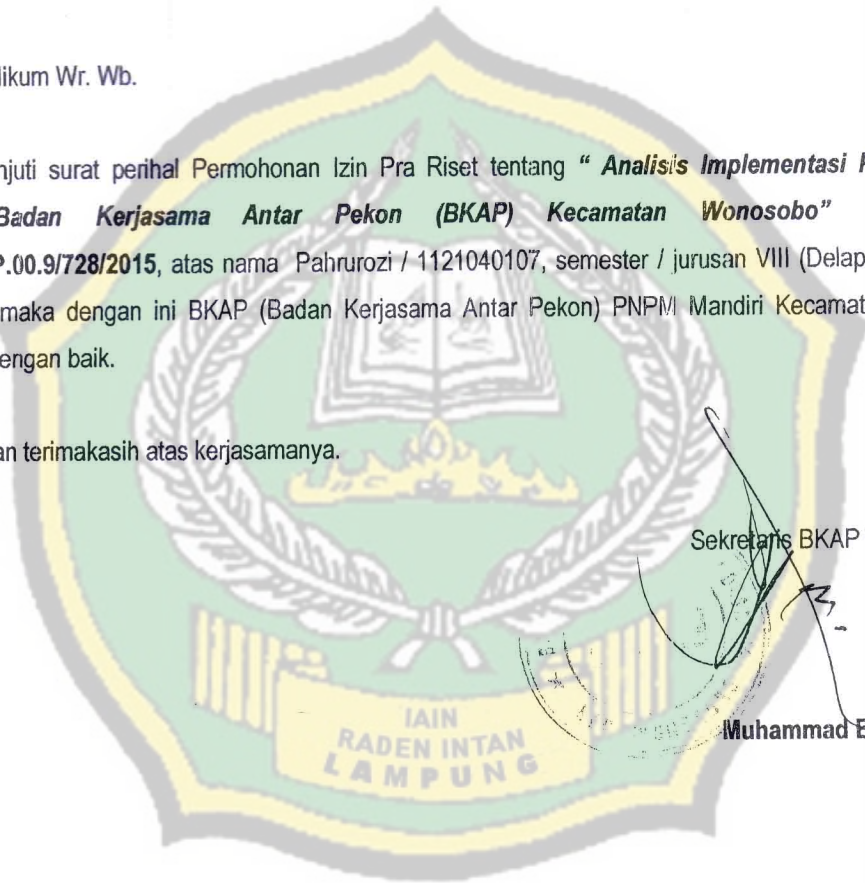 ikum Wr. Wb.
njuti surat perihal Permohonan Izin Pra Riset tentang “ Analisis Implementasi
Badan Kerjasama Antar Pekon (BKAP) Kecamatan Wonosobo”
P.00.9/728/2015, atas nama Pahrurozi / 1121040107, semester / jurusan VIII (Delap
maka dengan ini BKAP (Badan Kerjasama Antar Pekon) PNPM Mandiri Kecamat
engan baik.
an terimakasih atas kerjasamanya.
Sekretaris BKAP
Muhammad
IAIN
RADEN INTAN
LAMPUNG